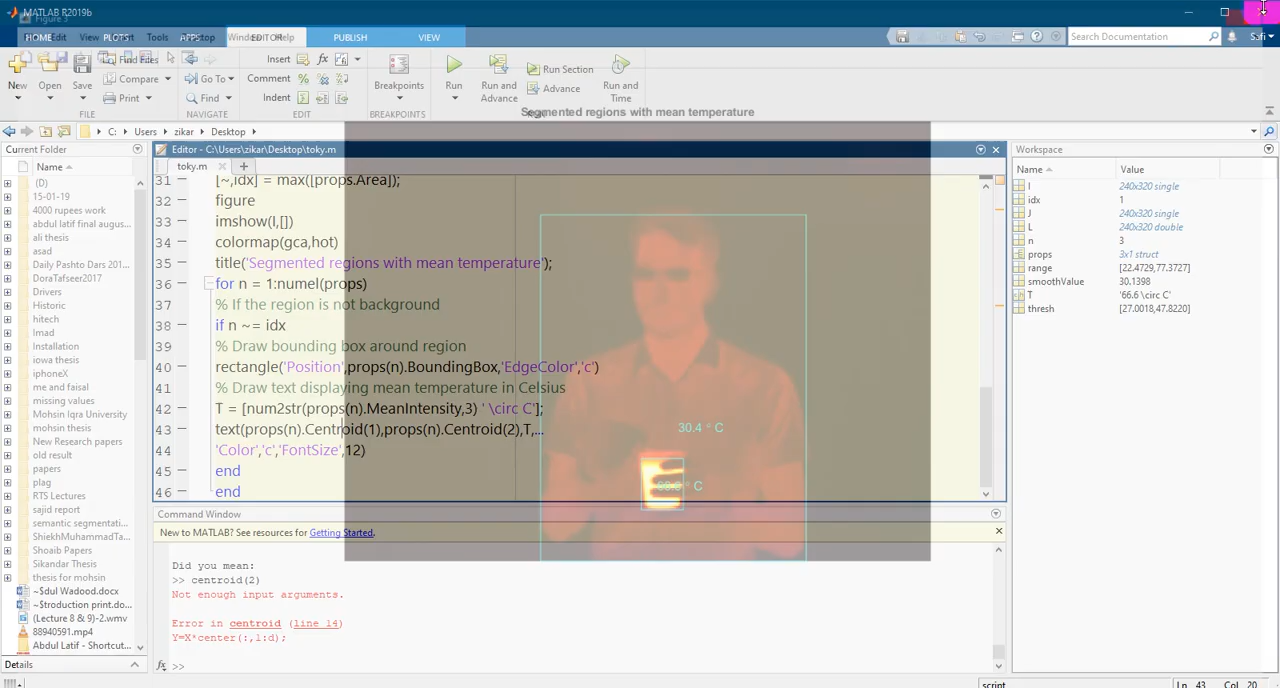 MATLAB R2019b
Figure 3
HOME PLOTS APPS EDITOR PUBLISH VIEW
Edit View Insert Tools Window Help
Search Documentation
Safi
New Open Save Find Files Compare Print
Go To Find
Insert fx Comment % Indent
Breakpoints Run Run and Advance Run Section Advance Run and Time
FILE NAVIGATE EDIT BREAKPOINTS
Segmented regions with mean temperature
C: Users zikar Desktop
Current Folder
Name
(D)
15-01-19
4000 rupees work
abdul latif final augus...
ali thesis
asad
Daily Pashto Dars 201...
DoraTafseer2017
Drivers
Historic
hitech
Imad
Installation
iowa thesis
iphoneX
me and faisal
missing values
Mohsin Iqra University
mohsin thesis
New Research papers
old result
papers
plag
RTS Lectures
sajid report
semantic segmentati...
ShiekhMuhammadTa...
Shoaib Papers
Sikandar Thesis
thesis for mohsin
~$dul Wadood.docx
~$troduction print.do...
(Lecture 8 & 9)-2.wmv
88940591.mp4
Abdul Latif - Shortcut...
Details
Editor - C:\Users\zikar\Desktop\toky.m
toky.m
31 [~,idx] = max([props.Area]);
32 figure
33 imshow(I,[])
34 colormap(gca,hot)
35 title('Segmented regions with mean temperature');
36 for n = 1:numel(props)
37 % If the region is not background
38 if n ~= idx
39 % Draw bounding box around region
40 rectangle('Position',props(n).BoundingBox,'EdgeColor','c')
41 % Draw text displaying mean temperature in Celsius
42 T = [num2str(props(n).MeanIntensity,3) ' \circ C'];
43 text(props(n).Centroid(1),props(n).Centroid(2),T,...
44 'Color','c','FontSize',12)
45 end
46 end
30.4 ° C
° C
Command Window
New to MATLAB? See resources for Getting Started.
Did you mean:
>> centroid(2)
Not enough input arguments.
Error in centroid (line 14)
Y=X*center(:,1:d);
fx >>
Workspace
Name Value
I 240x320 single
idx 1
J 240x320 single
L 240x320 double
n 3
props 3x1 struct
range [22.4729,77.3727]
smoothValue 30.1398
T '66.6 \circ C'
thresh [27.0018,47.8220]
script Ln 43 Col 20